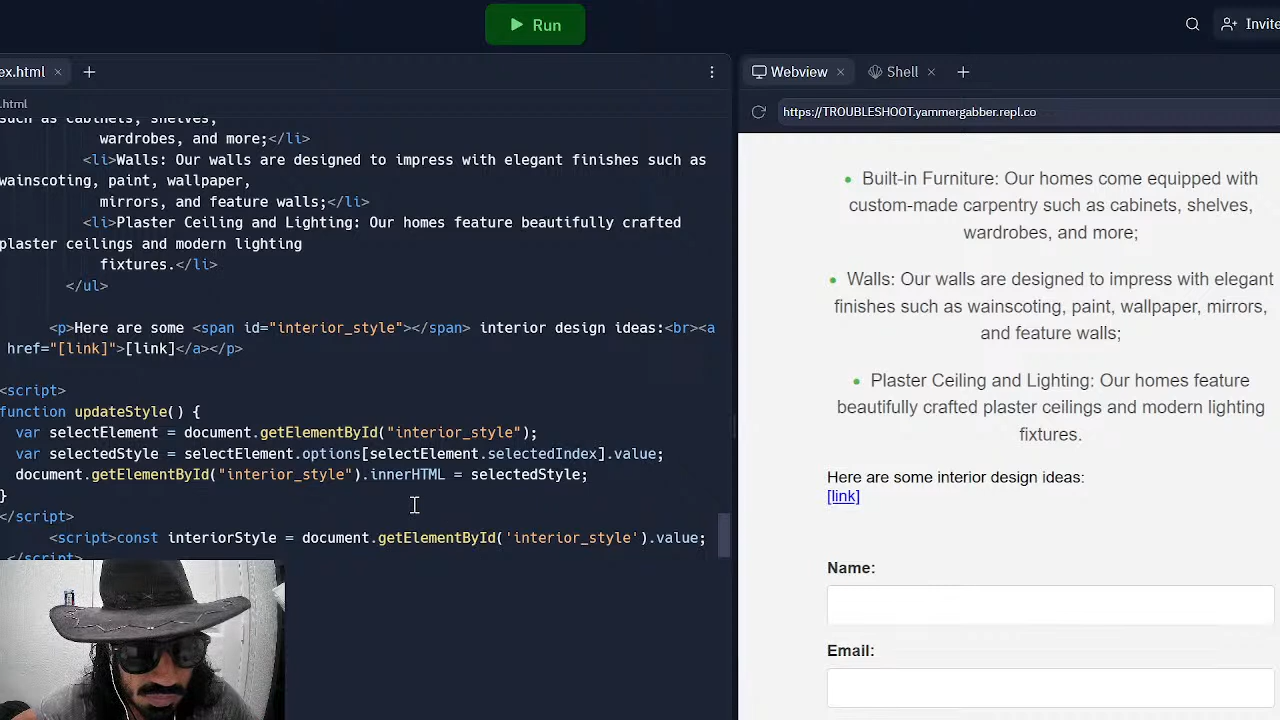 Run
Invite
ex.html × +
Webview × Shell × +
.html
https://TROUBLESHOOT.yammergabber.repl.co
such as cabinets, shelves,
wardrobes, and more;</li>
<li>Walls: Our walls are designed to impress with elegant finishes such as
wainscoting, paint, wallpaper,
mirrors, and feature walls;</li>
<li>Plaster Ceiling and Lighting: Our homes feature beautifully crafted
plaster ceilings and modern lighting
fixtures.</li>
</ul>
<p>Here are some <span id="interior_style"></span> interior design ideas:<br><a
href="[link]">[link]</a></p>
<script>
function updateStyle() {
var selectElement = document.getElementById("interior_style");
var selectedStyle = selectElement.options[selectElement.selectedIndex].value;
document.getElementById("interior_style").innerHTML = selectedStyle;
}
</script>
<script>const interiorStyle = document.getElementById('interior_style').value;
</script>
• Built-in Furniture: Our homes come equipped with
custom-made carpentry such as cabinets, shelves,
wardrobes, and more;
• Walls: Our walls are designed to impress with elegant
finishes such as wainscoting, paint, wallpaper, mirrors,
and feature walls;
• Plaster Ceiling and Lighting: Our homes feature
beautifully crafted plaster ceilings and modern lighting
fixtures.
Here are some interior design ideas:
[link]
Name:
Email: